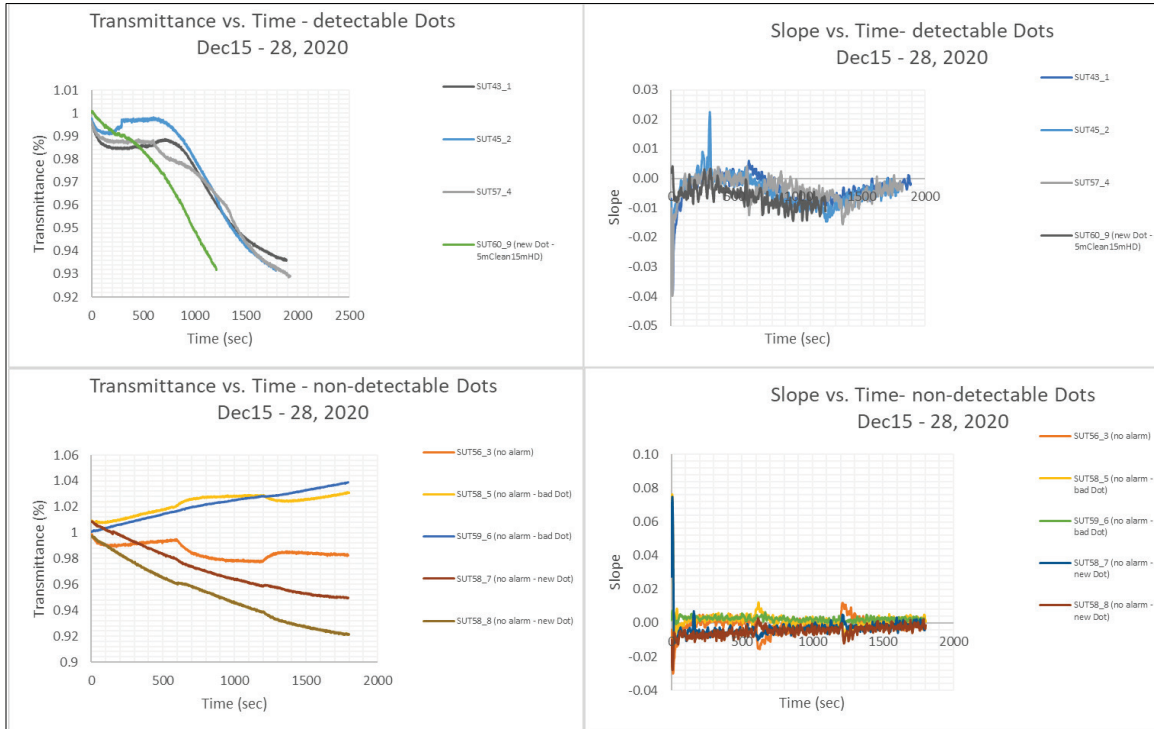 Transmittance vs. Time - detectable Dots
Dec15 - 28, 2020
1.01
1
0.99
0.98
0.97
0.96
0.95
0.94
0.93
0.92
Transmittance (%)
0 500 1000 1500 2000 2500
Time (sec)
SUT43_1
SUT45_2
SUT57_4
SUT60_9 (new Dot -
5mClean15mHD)
Slope vs. Time- detectable Dots
Dec15 - 28, 2020
0.03
0.02
0.01
0.00
-0.01
-0.02
-0.03
-0.04
-0.05
Slope
0 500 1000 1500 2000
Time (sec)
SUT43_1
SUT45_2
SUT57_4
SUT60_9 (new Dot -
5mClean15mHD)
Transmittance vs. Time - non-detectable Dots
Dec15 - 28, 2020
1.06
1.04
1.02
1
0.98
0.96
0.94
0.92
0.9
Transmittance (%)
0 500 1000 1500 2000
Time (sec)
SUT56_3 (no alarm)
SUT58_5 (no alarm - bad Dot)
SUT59_6 (no alarm - bad Dot)
SUT58_7 (no alarm - new Dot)
SUT58_8 (no alarm - new Dot)
Slope vs. Time- non-detectable Dots
Dec15 - 28, 2020
0.10
0.08
0.06
0.04
0.02
0.00
-0.02
-0.04
Slope
0 500 1000 1500 2000
Time (sec)
SUT56_3 (no alarm)
SUT58_5 (no alarm -
bad Dot)
SUT59_6 (no alarm -
bad Dot)
SUT58_7 (no alarm -
new Dot)
SUT58_8 (no alarm -
new Dot)